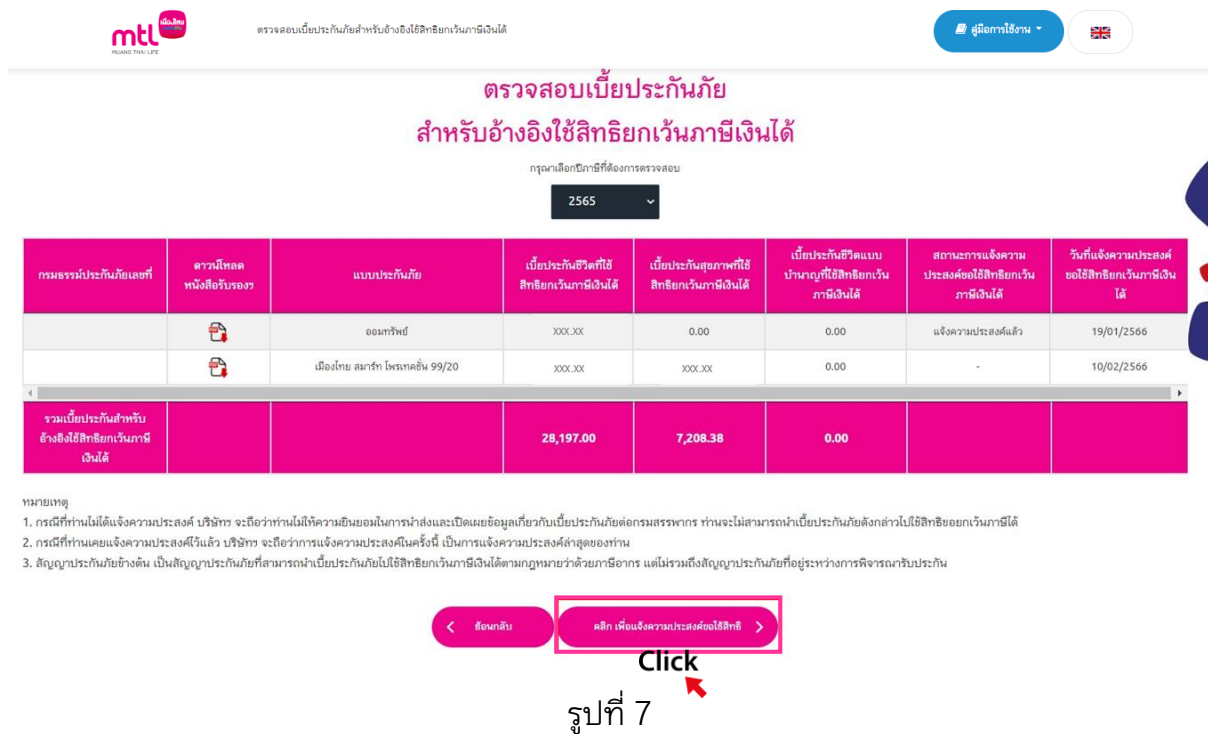 mtl
เมืองไทย
MUANG THAI LIFE
ตรวจสอบเบี้ยประกันภัยสำหรับอ้างอิงใช้สิทธิยกเว้นภาษีเงินได้
คู่มือการใช้งาน
ตรวจสอบเบี้ยประกันภัย
สำหรับอ้างอิงใช้สิทธิยกเว้นภาษีเงินได้
กรุณาเลือกปีภาษีที่ต้องการตรวจสอบ
2565
กรมธรรม์ประกันภัยเลขที่
ดาวน์โหลด
หนังสือรับรองฯ
แบบประกันภัย
เบี้ยประกันชีวิตที่ใช้
สิทธิยกเว้นภาษีเงินได้
เบี้ยประกันสุขภาพที่ใช้
สิทธิยกเว้นภาษีเงินได้
เบี้ยประกันชีวิตแบบ
บำนาญที่ใช้สิทธิยกเว้น
ภาษีเงินได้
สถานะการแจ้งความ
ประสงค์ขอใช้สิทธิยกเว้น
ภาษีเงินได้
วันที่แจ้งความประสงค์
ขอใช้สิทธิยกเว้นภาษีเงิน
ได้
ออมทรัพย์ XXX.XX 0.00 0.00 แจ้งความประสงค์แล้ว 19/01/2566
เมืองไทย สมาร์ท โพรเทคชั่น 99/20 XXX.XX XXX.XX 0.00 - 10/02/2566
รวมเบี้ยประกันสำหรับ
อ้างอิงใช้สิทธิยกเว้นภาษี
เงินได้
28,197.00 7,208.38 0.00
หมายเหตุ
1. กรณีที่ท่านไม่ได้แจ้งความประสงค์ บริษัทฯ จะถือว่าท่านไม่ให้ความยินยอมในการนำส่งและเปิดเผยข้อมูลเกี่ยวกับเบี้ยประกันภัยต่อกรมสรรพากร ท่านจะไม่สามารถนำเบี้ยประกันภัยดังกล่าวไปใช้สิทธิขอยกเว้นภาษีได้
2. กรณีที่ท่านเคยแจ้งความประสงค์ไว้แล้ว บริษัทฯ จะถือว่าการแจ้งความประสงค์ในครั้งนี้ เป็นการแจ้งความประสงค์ล่าสุดของท่าน
3. สัญญาประกันภัยข้างต้น เป็นสัญญาประกันภัยที่สามารถนำเบี้ยประกันภัยไปใช้สิทธิยกเว้นภาษีเงินได้ตามกฎหมายว่าด้วยภาษีอากร แต่ไม่รวมถึงสัญญาประกันภัยที่อยู่ระหว่างการพิจารณารับประกัน
ย้อนกลับ
คลิก เพื่อแจ้งความประสงค์ขอใช้สิทธิ
Click
รูปที่ 7